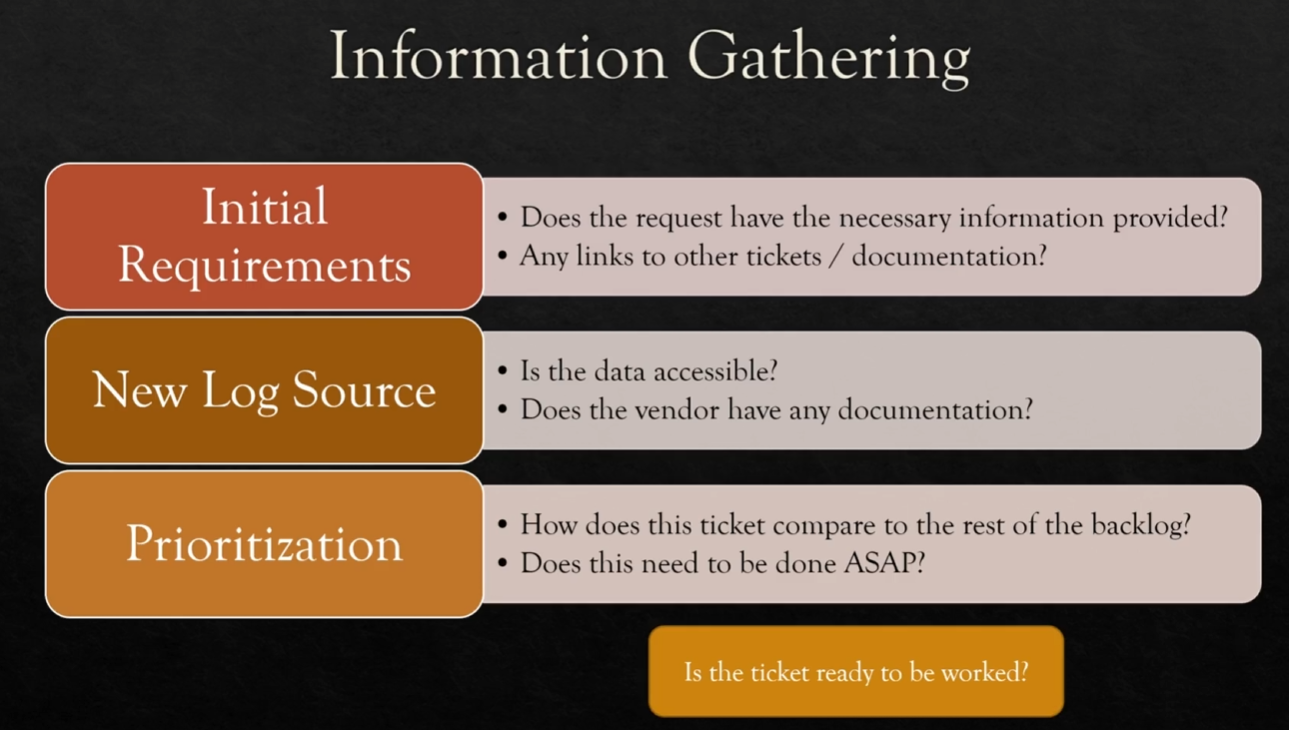 Information Gathering
Initial
Requirements
• Does the request have the necessary information provided?
• Any links to other tickets / documentation?
New Log Source
• Is the data accessible?
• Does the vendor have any documentation?
Prioritization
• How does this ticket compare to the rest of the backlog?
• Does this need to be done ASAP?
Is the ticket ready to be worked?